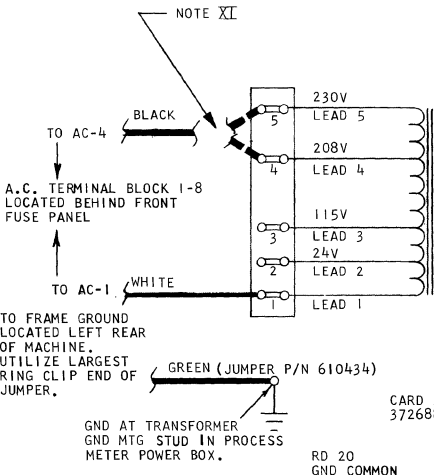 NOTE XI
BLACK
TO AC-4
A.C. TERMINAL BLOCK 1-8
LOCATED BEHIND FRONT
FUSE PANEL
TO AC-1
WHITE
230V
5
LEAD 5
208V
4
LEAD 4
115V
3
LEAD 3
24V
2
LEAD 2
1
LEAD 1
TO FRAME GROUND
LOCATED LEFT REAR
OF MACHINE.
UTILIZE LARGEST
RING CLIP END OF
JUMPER.
GREEN (JUMPER P/N 610434)
GND AT TRANSFORMER
GND MTG STUD IN PROCESS
METER POWER BOX.
CARD
37268
RD 20
GND COMMON